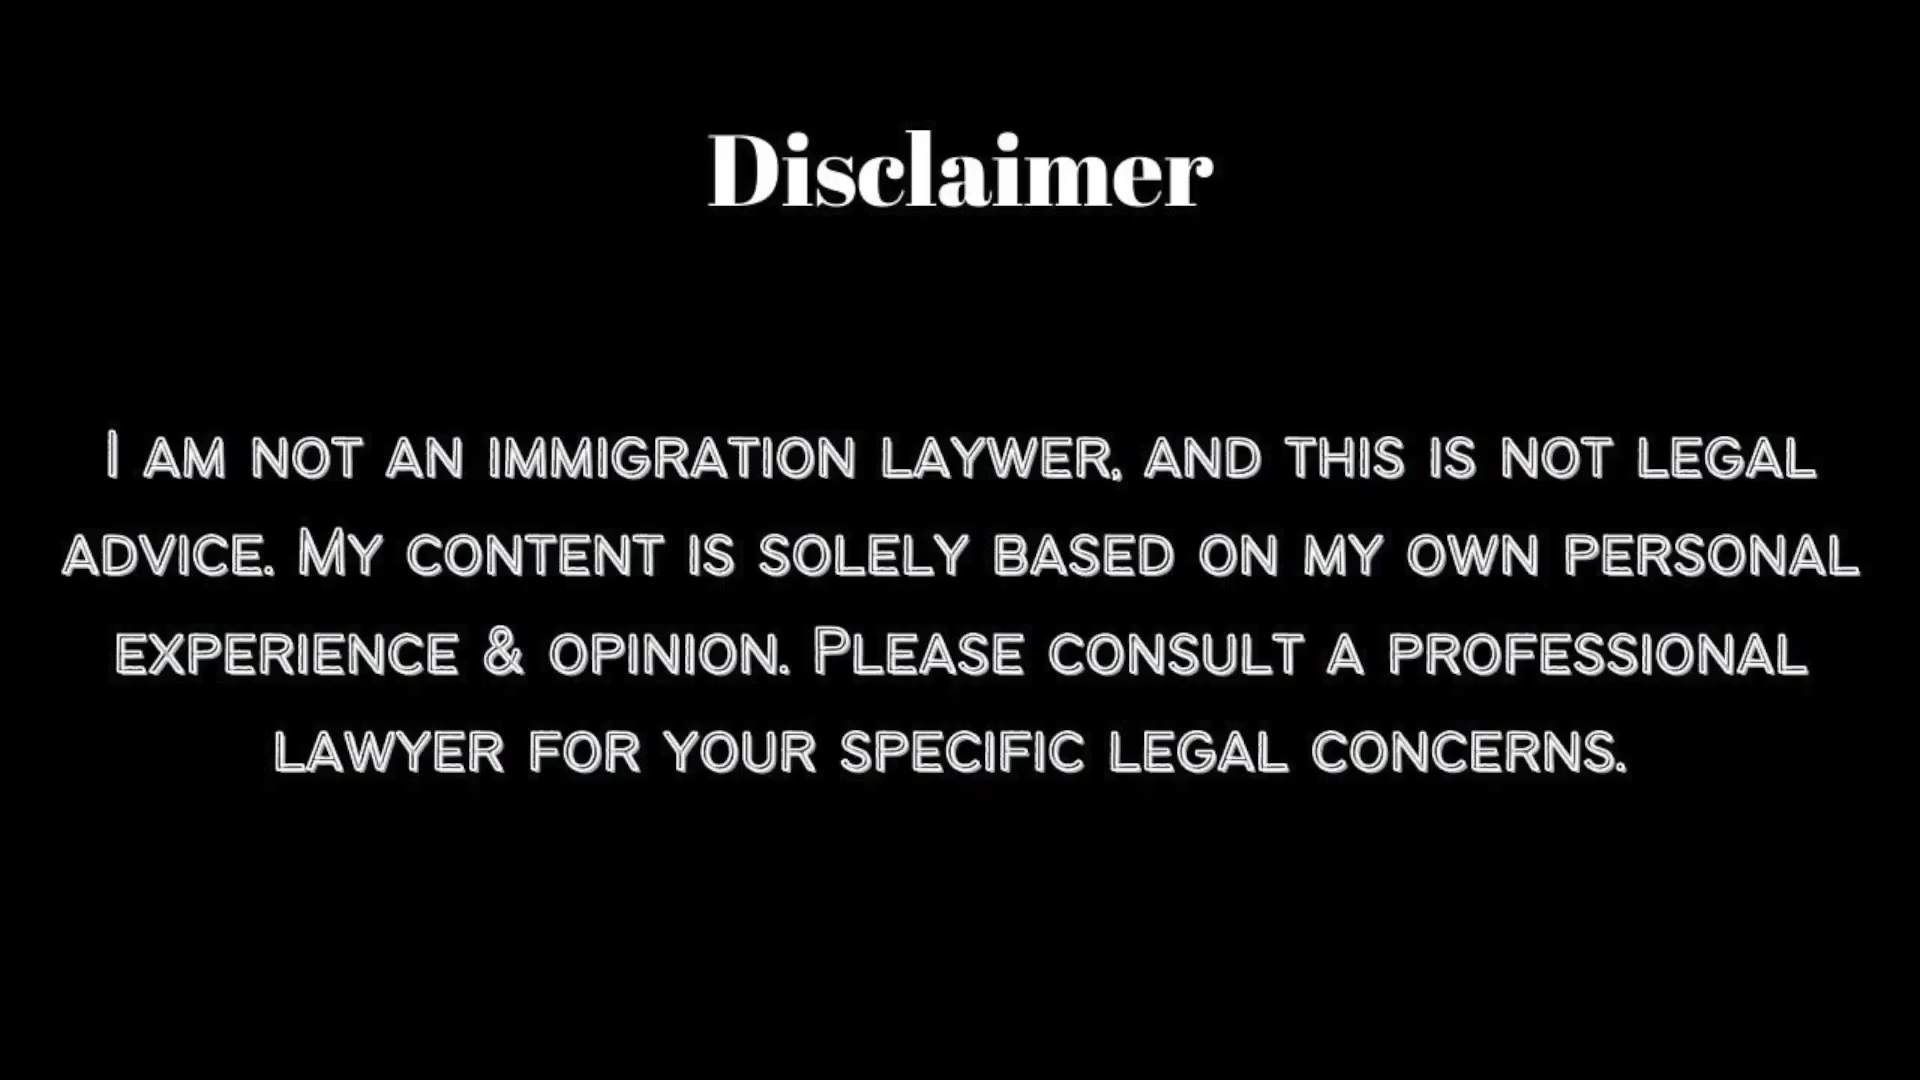 Disclaimer
I AM NOT AN IMMIGRATION LAYWER, AND THIS IS NOT LEGAL
ADVICE. MY CONTENT IS SOLELY BASED ON MY OWN PERSONAL
EXPERIENCE & OPINION. PLEASE CONSULT A PROFESSIONAL
LAWYER FOR YOUR SPECIFIC LEGAL CONCERNS.